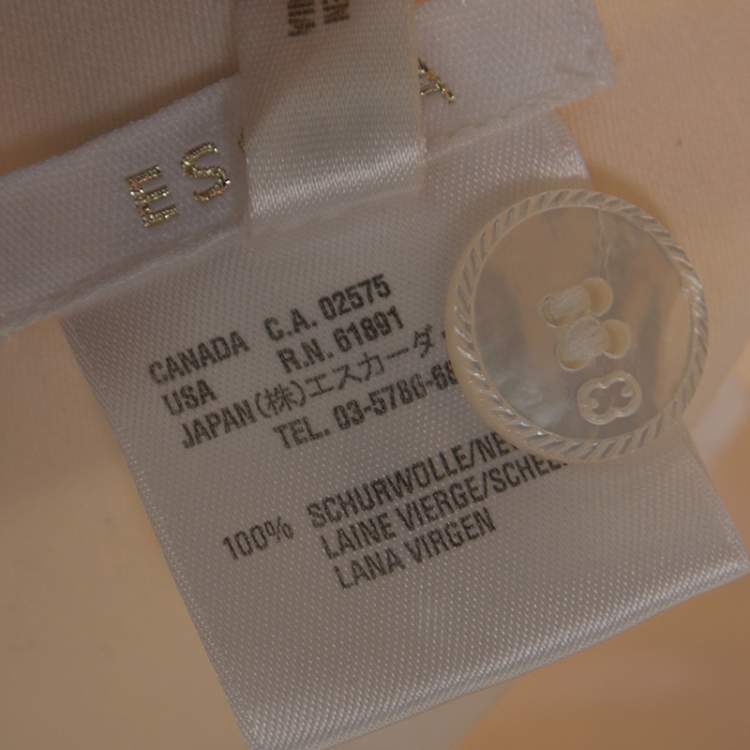 ES
A
CANADA C.A. 02575
USA R.N. 61891
JAPAN (株)エスカーダ
TEL. 03-5786-68
100% SCHURWOLLE/NE
LAINE VIERGE/SCHEE
LANA VIRGEN